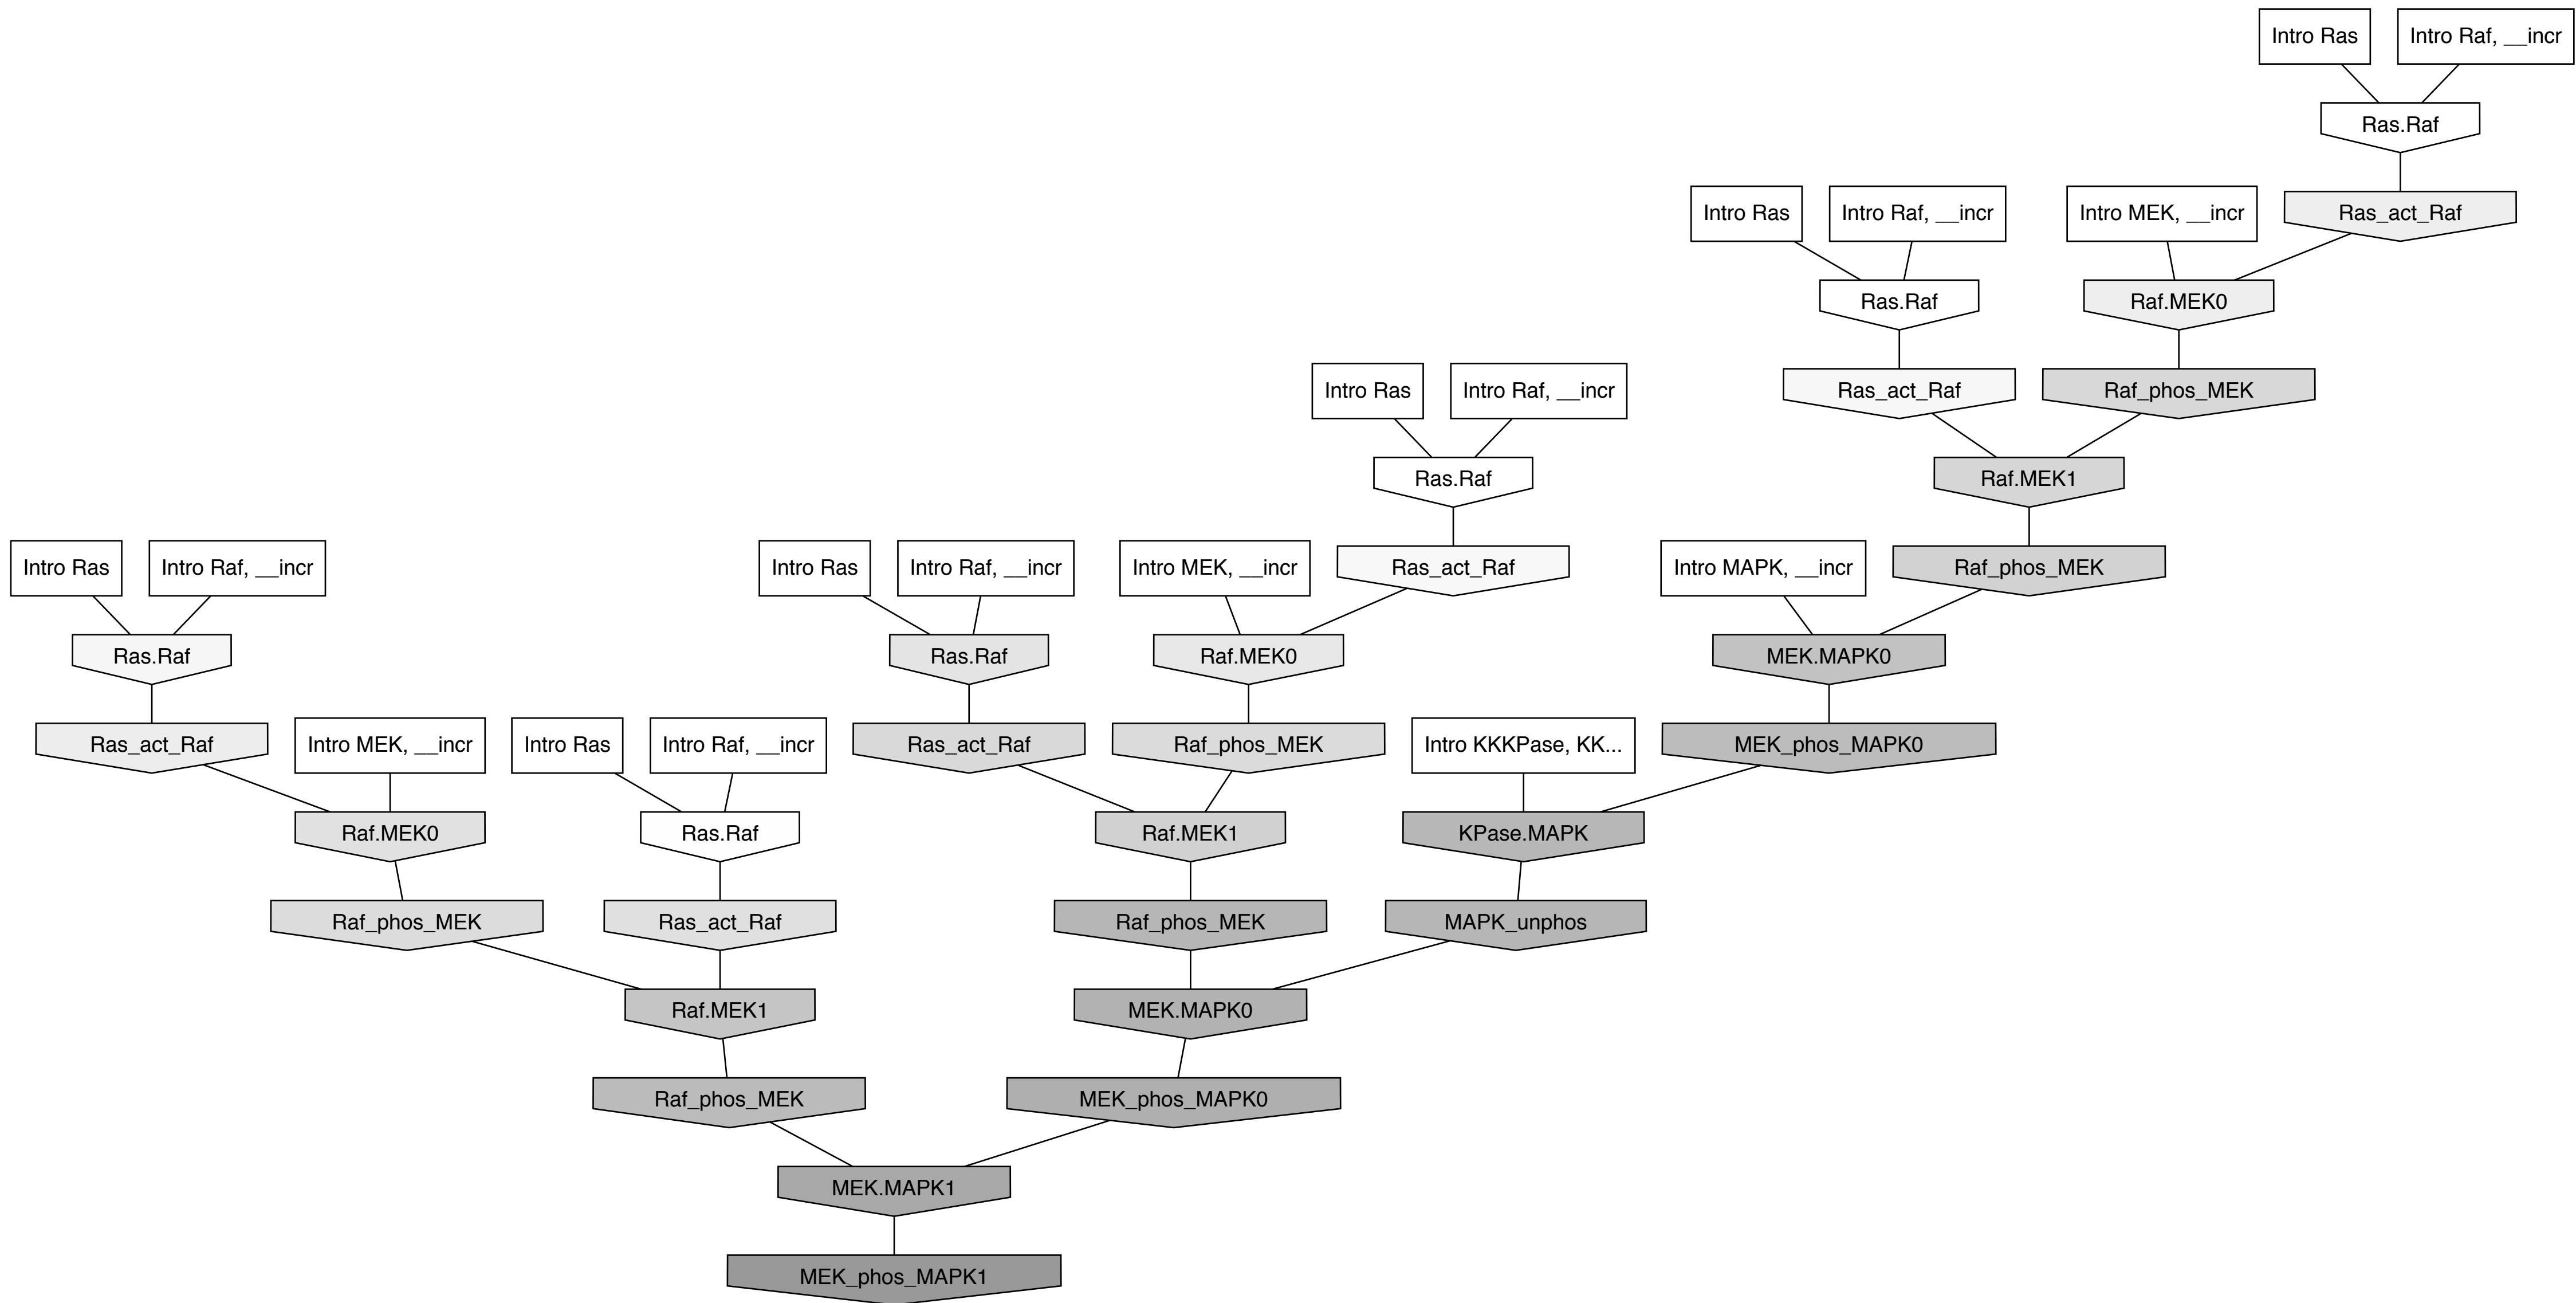 Intro Ras
Intro Raf, __incr
Ras.Raf
Intro Ras
Intro Raf, __incr
Intro MEK, __incr
Ras_act_Raf
Ras.Raf
Raf.MEK0
Intro Ras
Intro Raf, __incr
Ras_act_Raf
Raf_phos_MEK
Ras.Raf
Raf.MEK1
Intro Ras
Intro Raf, __incr
Intro Ras
Intro Raf, __incr
Intro MEK, __incr
Ras_act_Raf
Intro MAPK, __incr
Raf_phos_MEK
Ras.Raf
Ras.Raf
Raf.MEK0
MEK.MAPK0
Ras_act_Raf
Intro MEK, __incr
Intro Ras
Intro Raf, __incr
Ras_act_Raf
Raf_phos_MEK
Intro KKKPase, KK...
MEK_phos_MAPK0
Raf.MEK0
Ras.Raf
Raf.MEK1
KPase.MAPK
Raf_phos_MEK
Ras_act_Raf
Raf_phos_MEK
MAPK_unphos
Raf.MEK1
MEK.MAPK0
Raf_phos_MEK
MEK_phos_MAPK0
MEK.MAPK1
MEK_phos_MAPK1